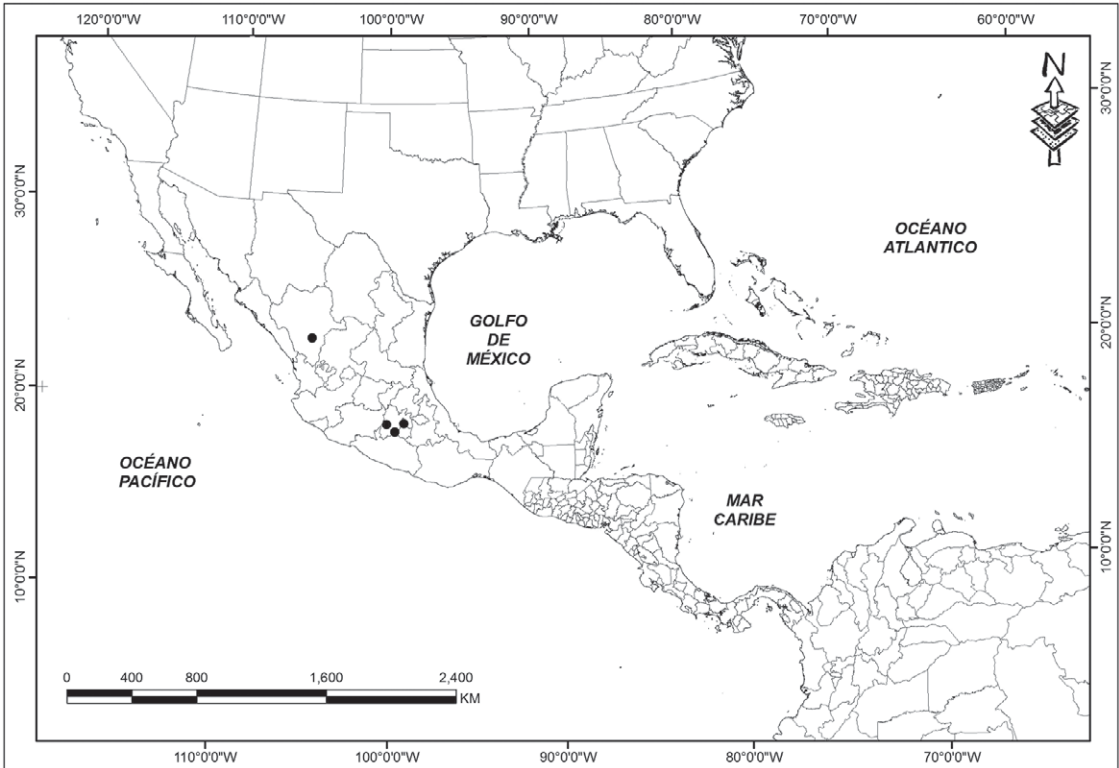 120°0'0"W 110°0'0"W 100°0'0"W 90°0'0"W 80°0'0"W 70°0'0"W 60°0'0"W
N
30°0'0"N
30°0'0"N
OCÉANO
ATLANTICO
GOLFO
DE
MÉXICO
20°0'0"N
20°0'0"N
OCÉANO
PACÍFICO
MAR
CARIBE
10°0'0"N
10°0'0"N
0 400 800 1,600 2,400
KM
110°0'0"W 100°0'0"W 90°0'0"W 80°0'0"W 70°0'0"W